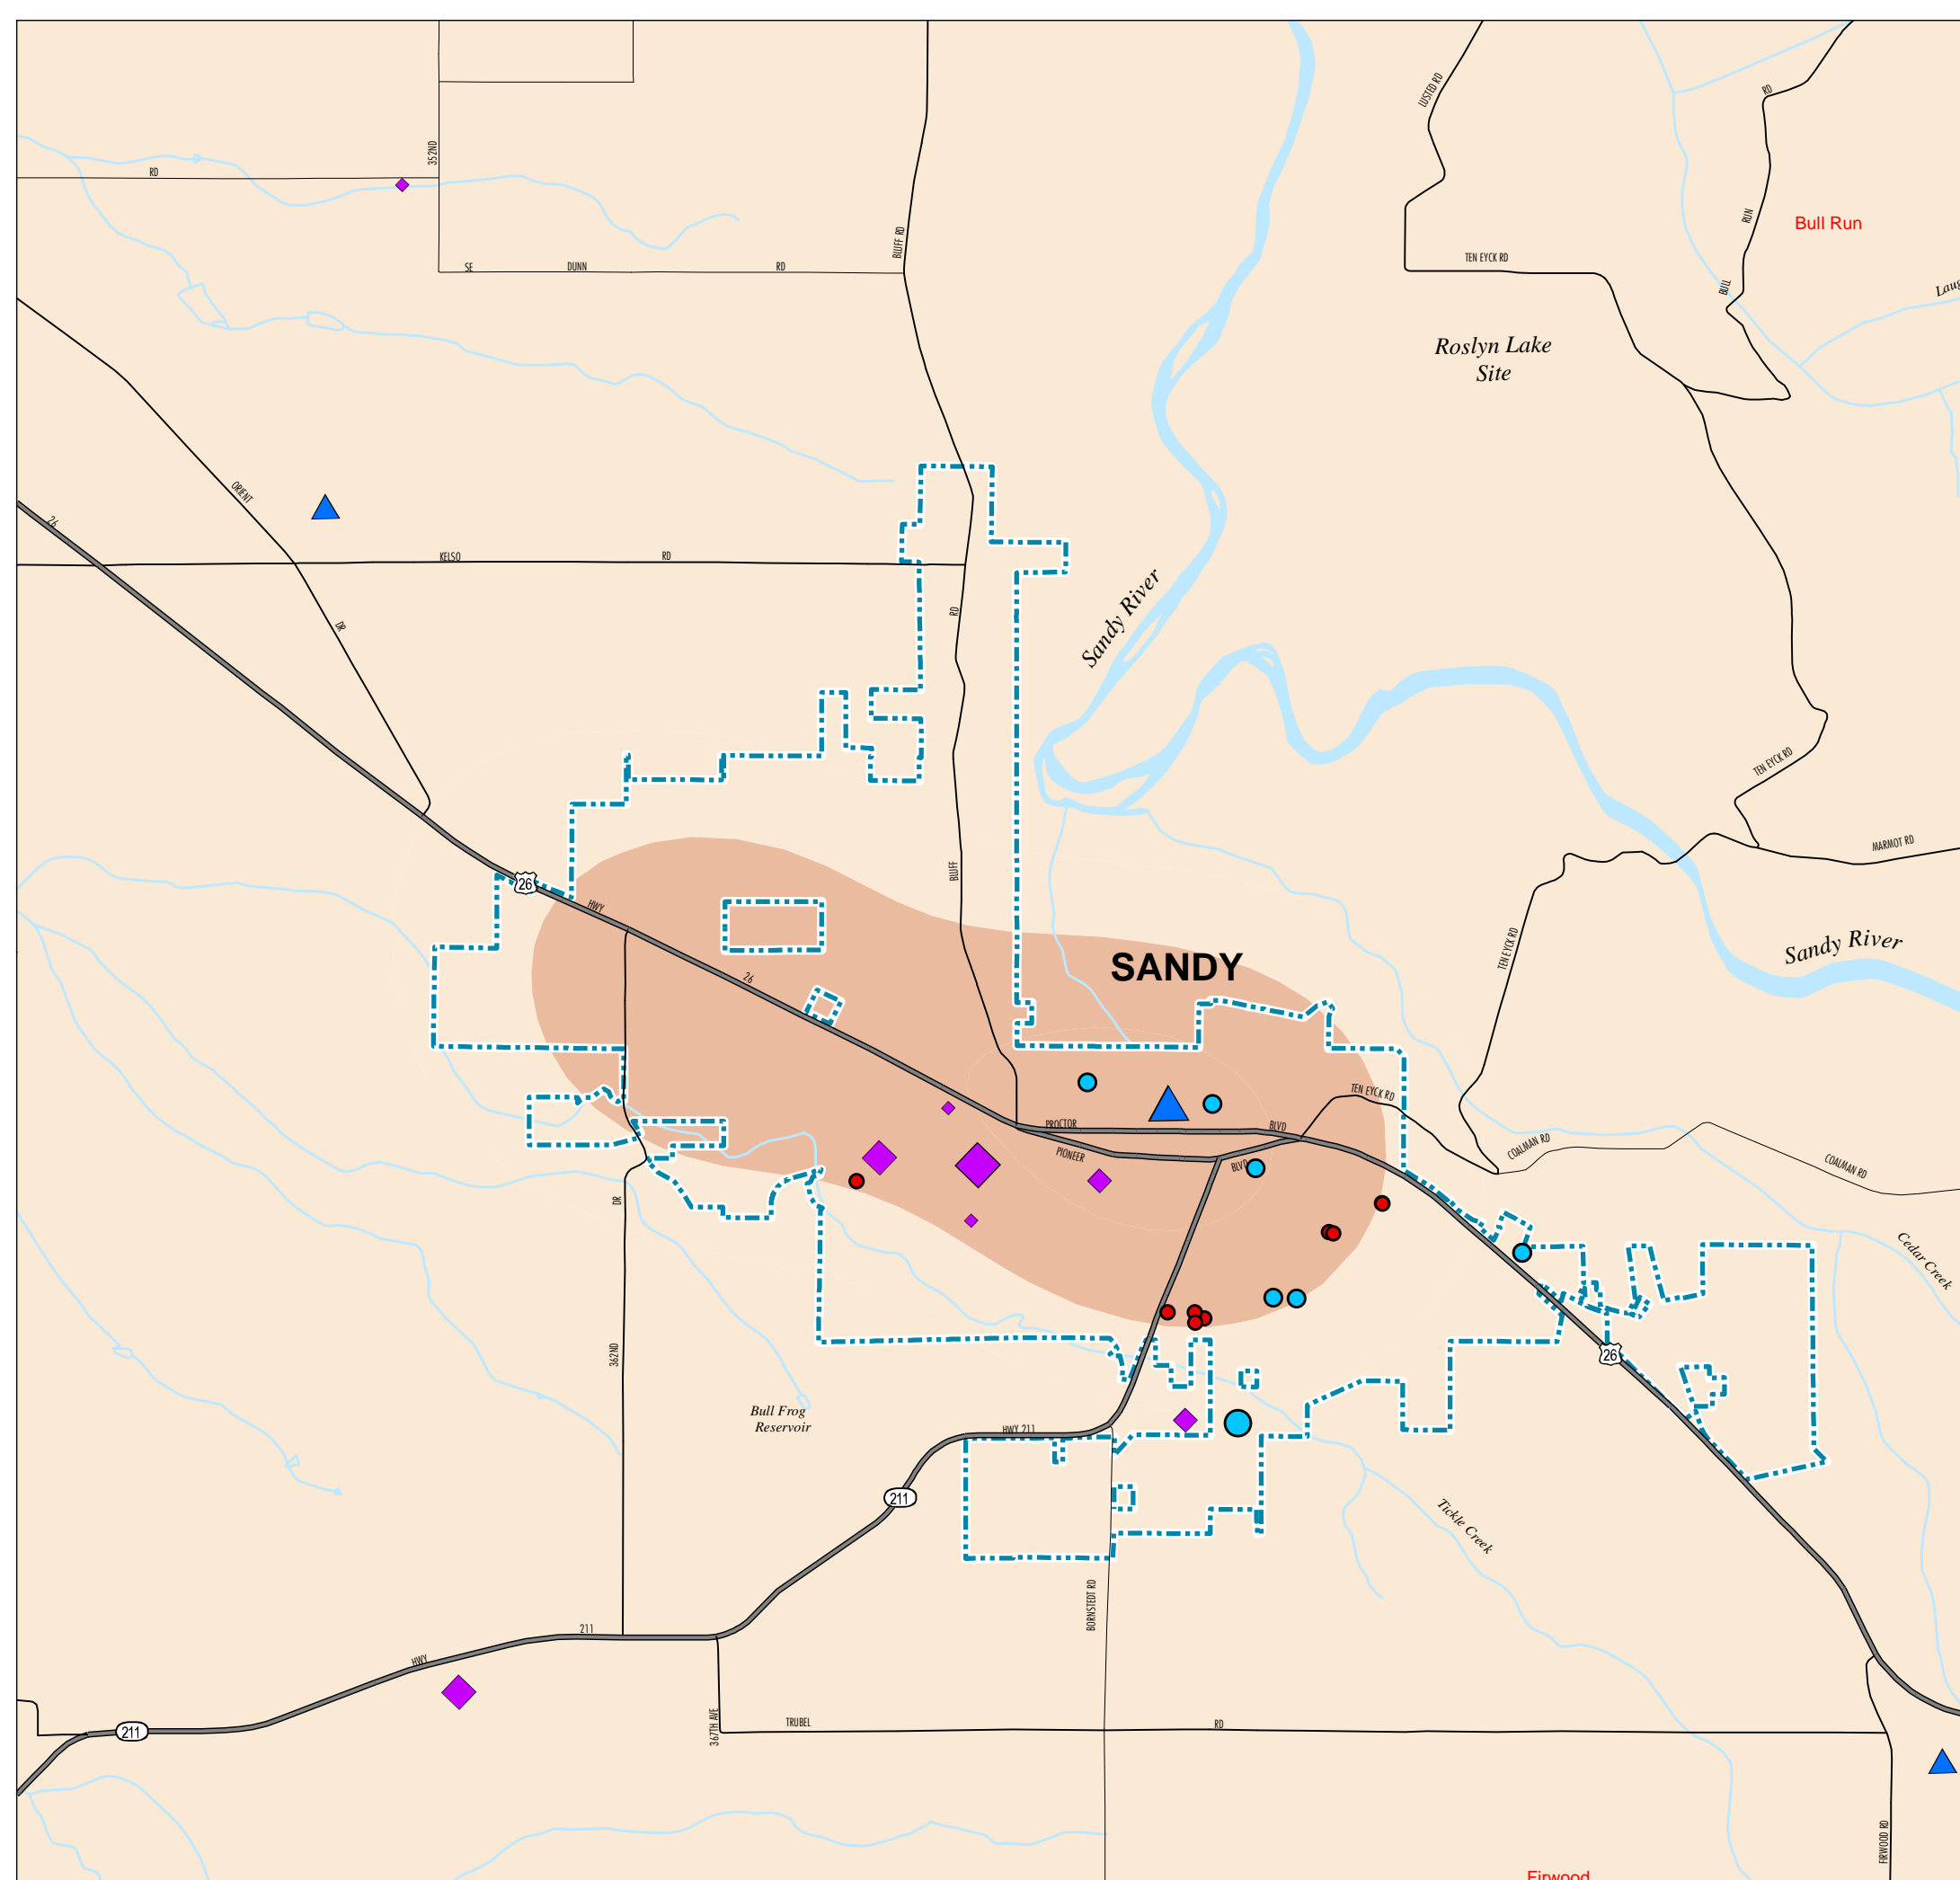 LUSTED RD
RD
352ND
RD
RUN
Bull Run
BLUFF RD
TEN EYCK RD
SE
DUNN
RD
BULL
Roslyn Lake
Site
ORIENT
26
KELSO
RD
DR
RD
Sandy River
TEN EYCK RD
MARMOT RD
BLUFF
26
HWY
26
SANDY
TEN EYCK RD
Sandy River
TEN EYCK RD
PROCTOR
BLVD
PIONEER
BLVD
COALMAN RD
COALMAN RD
DR
Cedar Creek
362ND
26
Bull Frog
Reservoir
HWY 211
211
Tickle Creek
BORNSTEDT RD
211
HWY
211
367TH AVE
TRUBEL
RD
FIRWOOD RD
Firwood